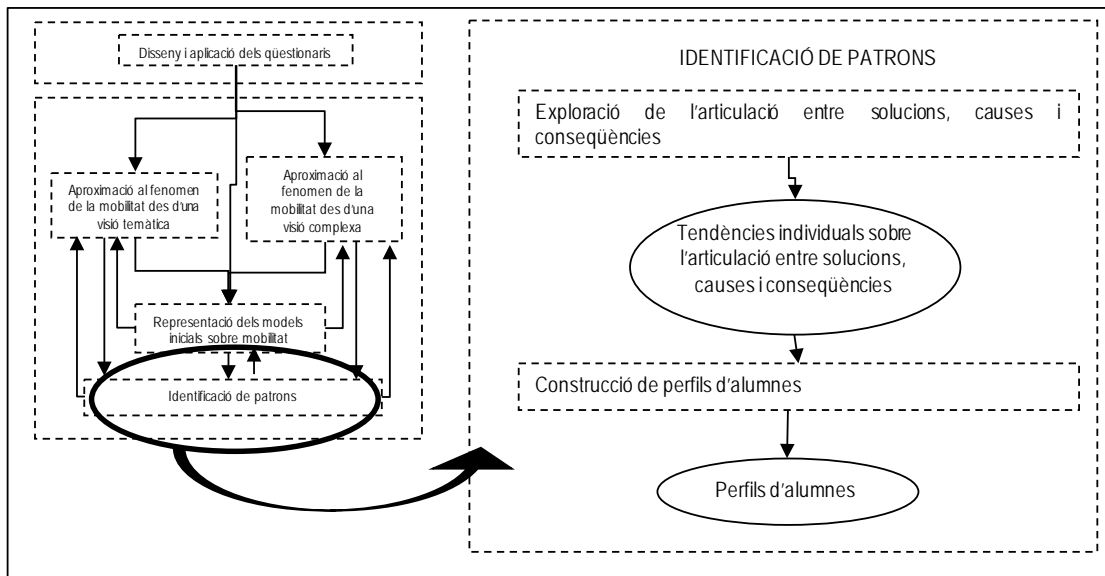 Disseny i aplicació dels qüestionaris
Aproximació al fenomen
de la mobilitat des d'una
visió temàtica
Aproximació al
fenomen de la
mobilitat des d'una
visió complexa
Representació dels models
inicials sobre mobilitat
Identificació de patrons
IDENTIFICACIÓ DE PATRONS
Exploració de l'articulació entre solucions, causes i
conseqüències
Tendències individuals sobre
l'articulació entre solucions,
causes i conseqüències
Construcció de perfils d'alumnes
Perfils d'alumnes